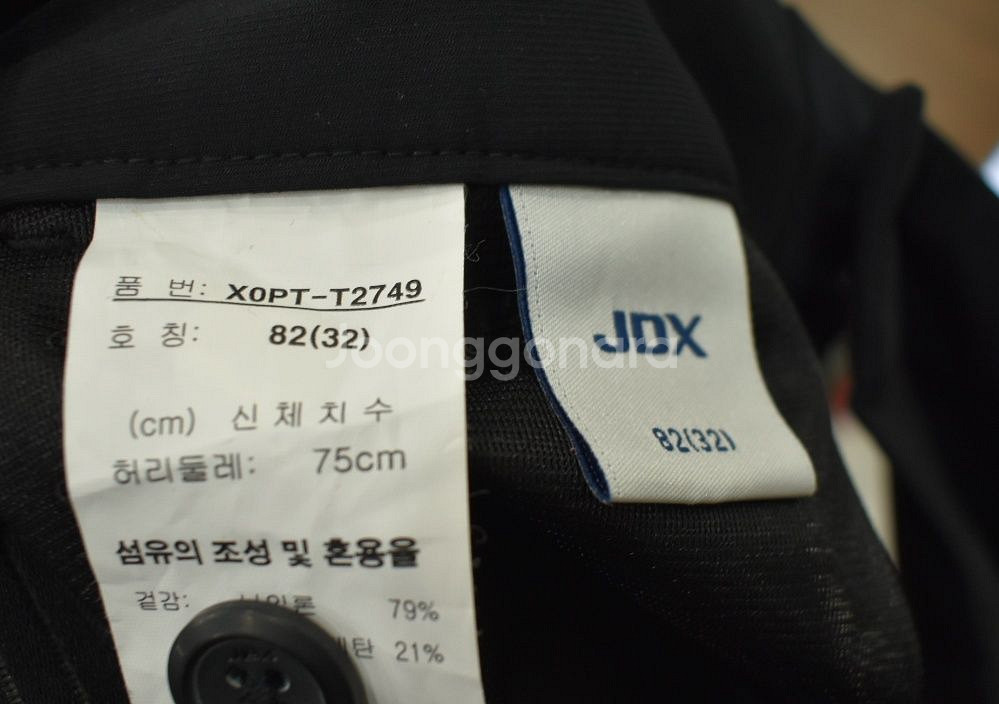 품 번: X0PT-T2749
호 칭: 82(32)
(cm) 신 체 치 수
허리둘레: 75cm
섬유의 조성 및 혼용율
겉감: 79%
21%
JDX
82(32)
Joonggonara